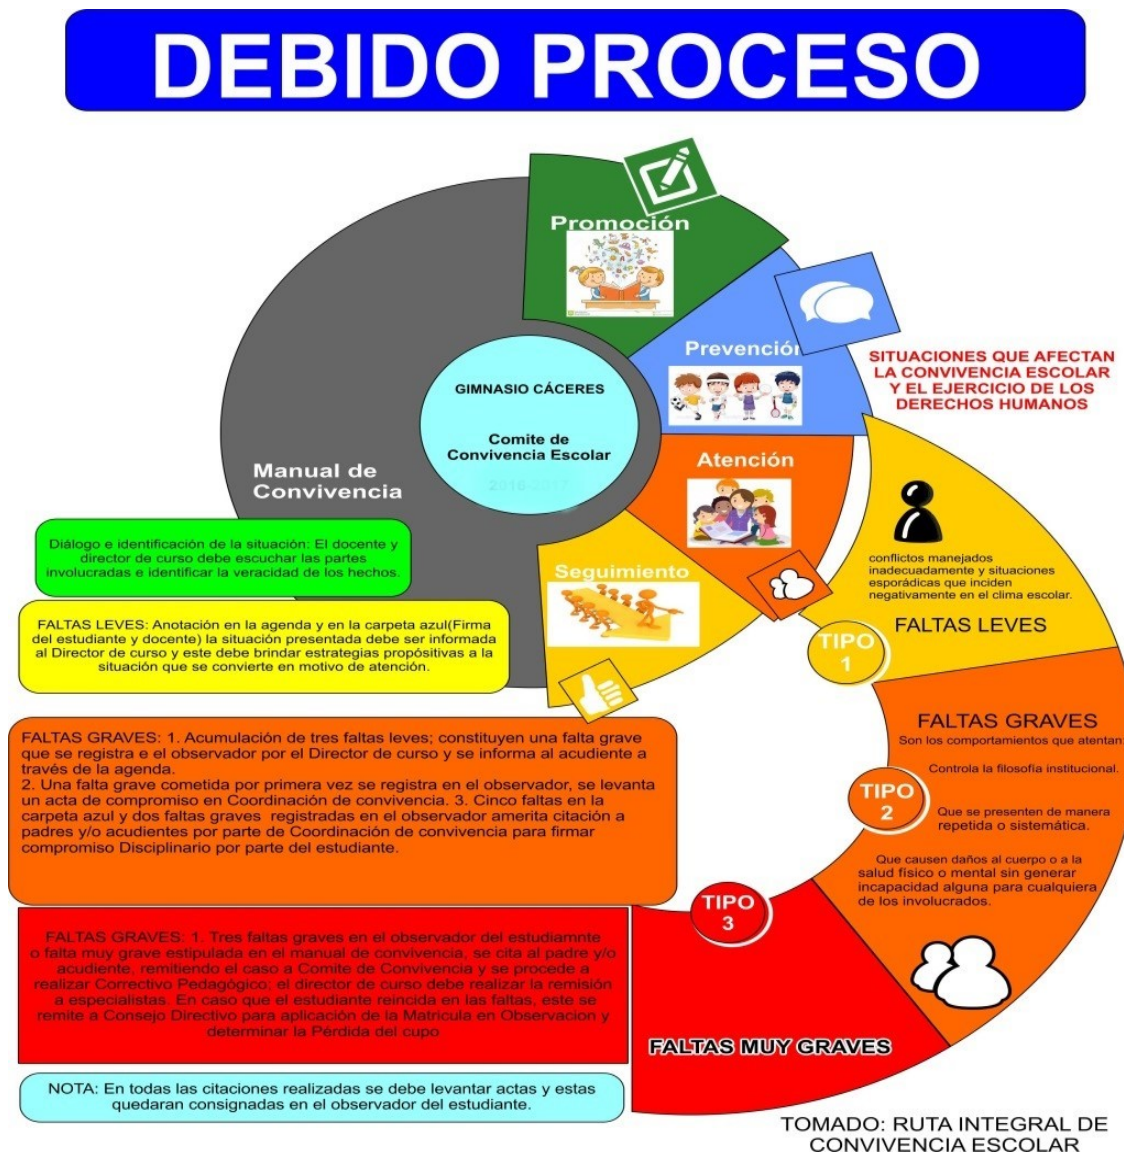 DEBIDO PROCESO
Promoción
Prevención
SITUACIONES QUE AFECTAN
LA CONVIVENCIA ESCOLAR
Y EL EJERCICIO DE LOS
DERECHOS HUMANOS
GIMNASIO CÁCERES
Comite de
Convivencia Escolar
Manual de
Convivencia
Atención
Seguimiento
Diálogo e identificación de la situación: El docente y
director de curso debe escuchar las partes
involucradas e identificar la veracidad de los hechos.
FALTAS LEVES: Anotación en la agenda y en la carpeta azul(Firma
del estudiante y docente) la situación presentada debe ser informada
al Director de curso y este debe brindar estrategias propósitivas a la
situación que se convierte en motivo de atención.
FALTAS GRAVES: 1. Acumulación de tres faltas leves; constituyen una falta grave
que se registra e el observador por el Director de curso y se informa al acudiente a
través de la agenda.
2. Una falta grave cometida por primera vez se registra en el observador, se levanta
un acta de compromiso en Coordinación de convivencia. 3. Cinco faltas en la
carpeta azul y dos faltas graves registradas en el observador amerita citación a
padres y/o acudientes por parte de Coordinación de convivencia para firmar
compromiso Disciplinario por parte del estudiante.
FALTAS GRAVES: 1. Tres faltas graves en el observador del estudiamnte
o falta muy grave estipulada en el manual de convivencia, se cita al padre y/o
acudiente, remitiendo el caso a Comite de Convivencia y se procede a
realizar Correctivo Pedagógico; el director de curso debe realizar la remisión
a especialistas. En caso que el estudiante reincida en las faltas, este se
remite a Consejo Directivo para aplicación de la Matricula en Observacion y
determinar la Pérdida del cupo
NOTA: En todas las citaciones realizadas se debe levantar actas y estas
quedaran consignadas en el observador del estudiante.
conflictos manejados
inadecuadamente y situaciones
esporádicas que inciden
negativamente en el clima escolar.
FALTAS LEVES
TIPO
1
FALTAS GRAVES
Son los comportamientos que atentan:
Controla la filosofía institucional.
TIPO
2
Que se presenten de manera
repetida o sistemática.
Que causen daños al cuerpo o a la
salud físico o mental sin generar
incapacidad alguna para cualquiera
de los involucrados.
TIPO
3
FALTAS MUY GRAVES
TOMADO: RUTA INTEGRAL DE
CONVIVENCIA ESCOLAR